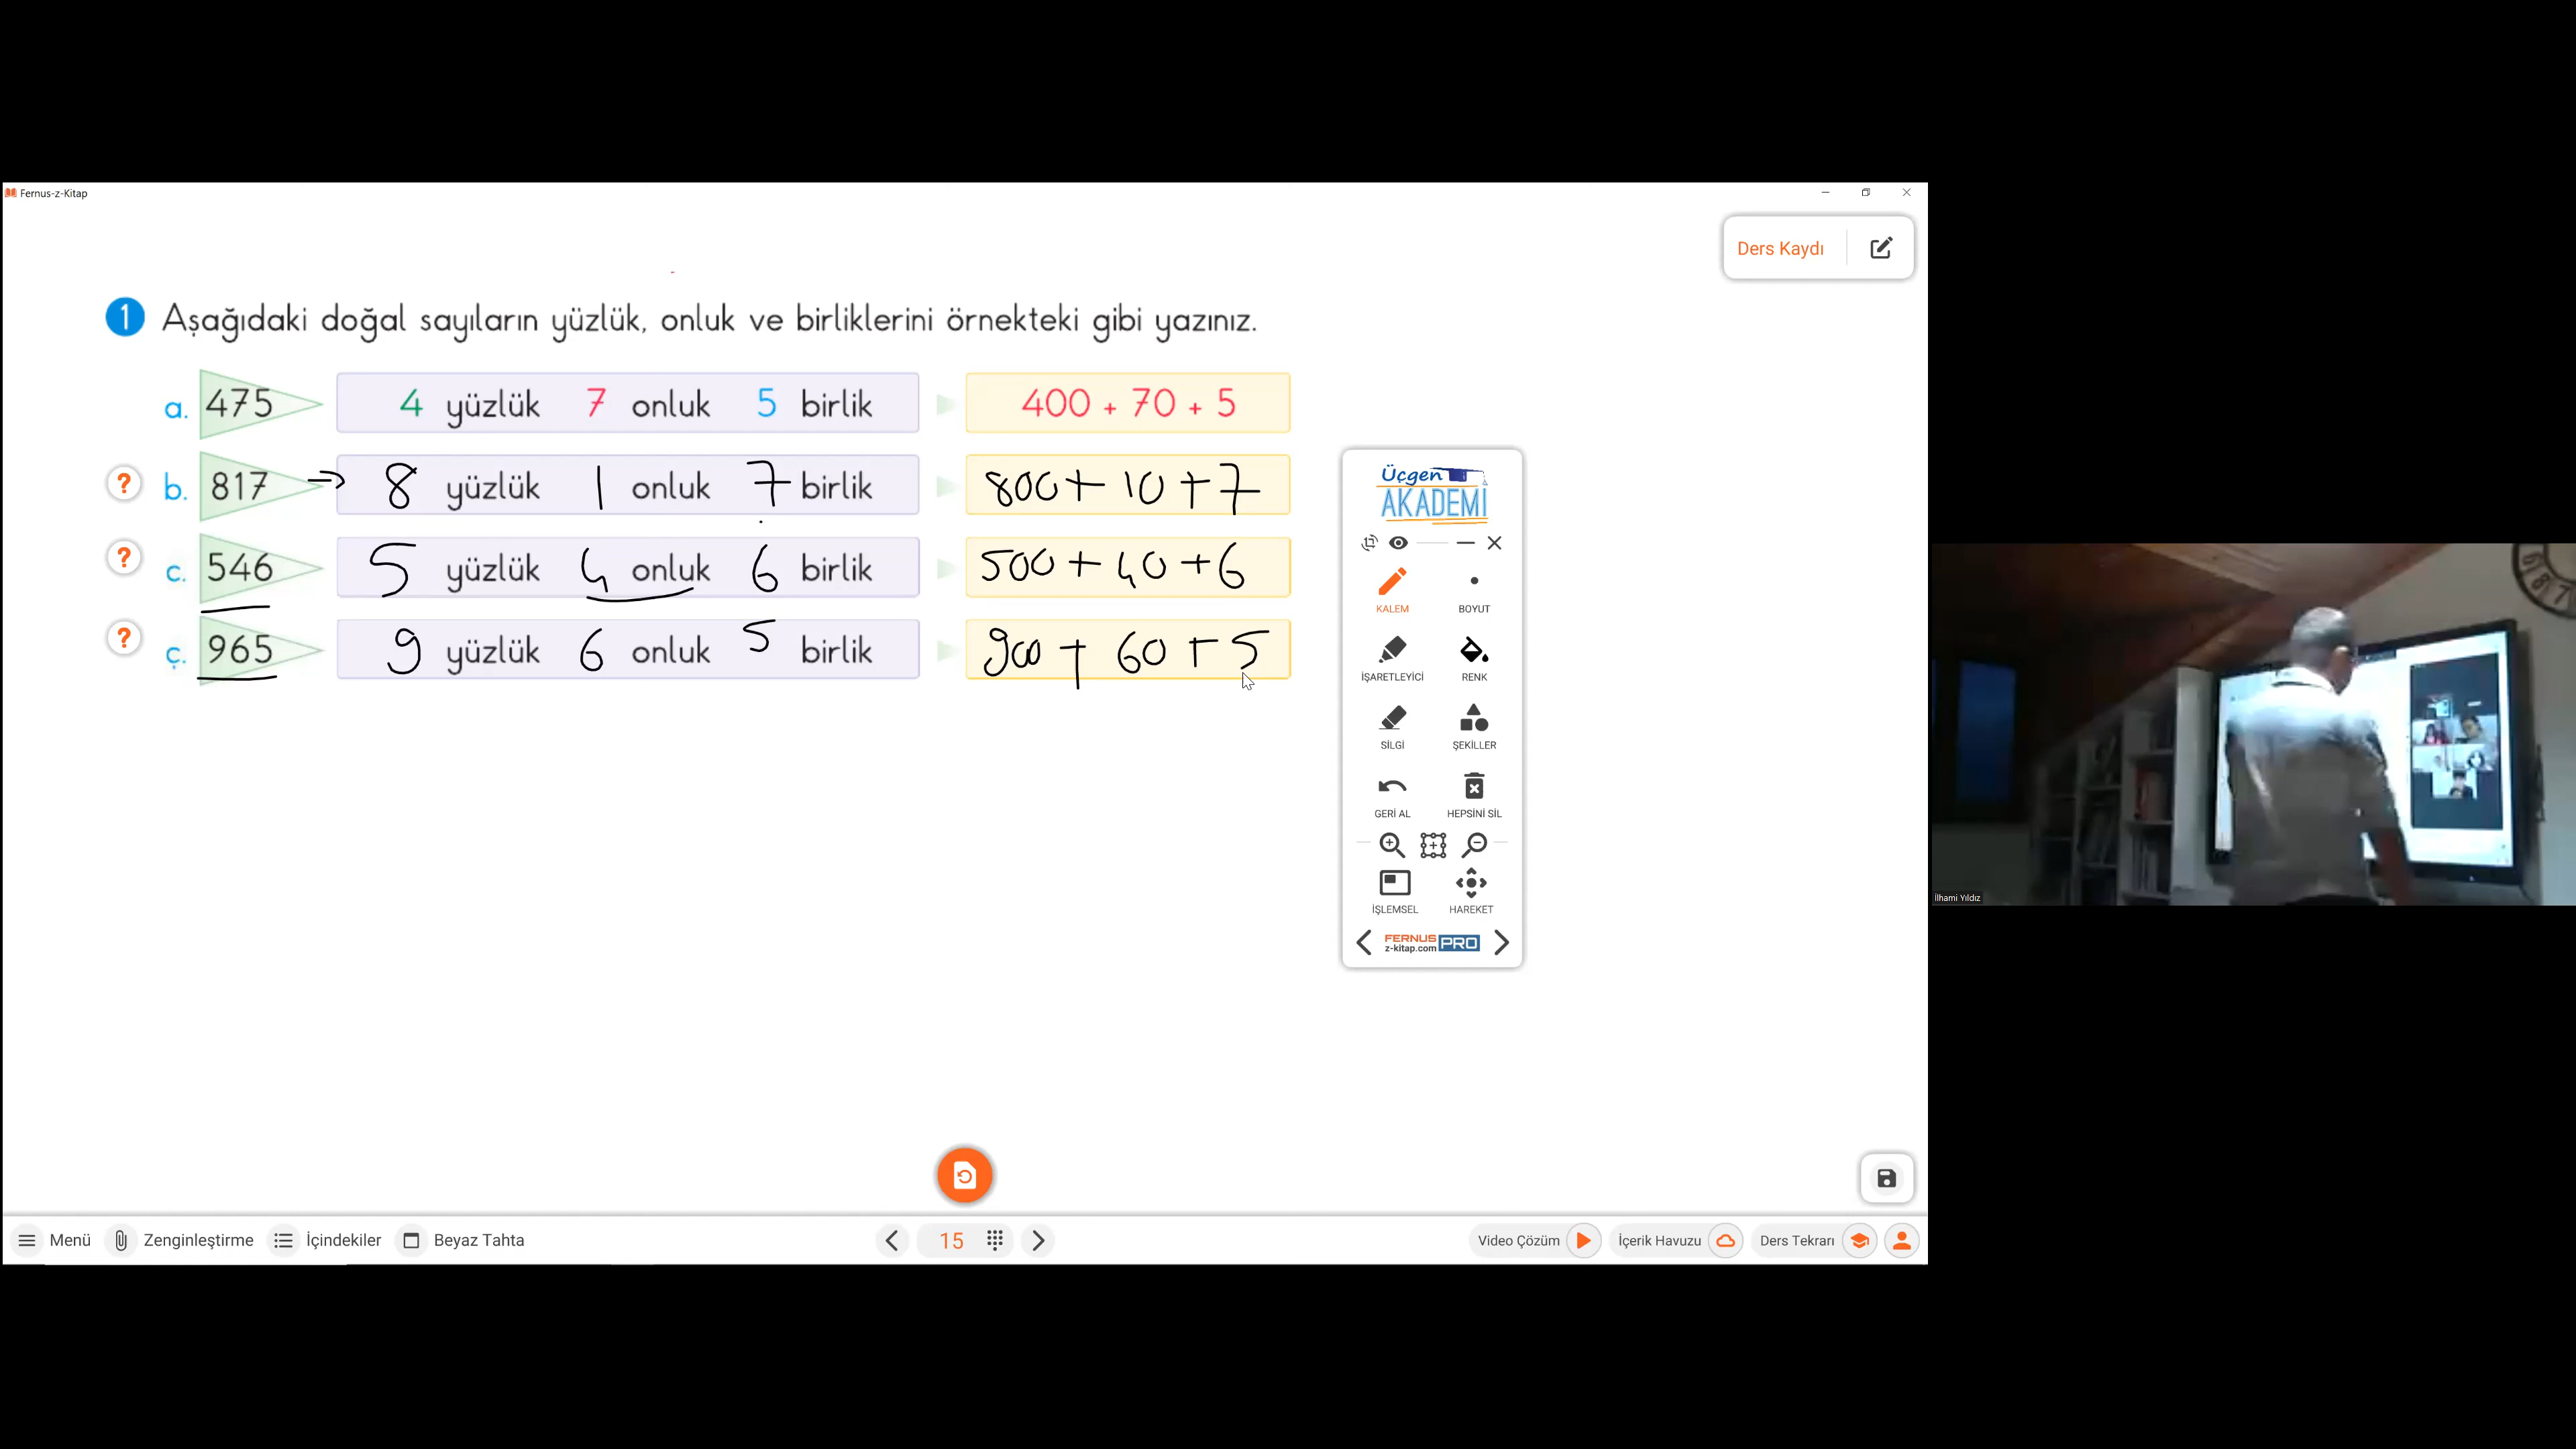 Fernus-z-Kitap
Ders Kaydı
1 Aşağıdaki doğal sayıların yüzlük, onluk ve birliklerini örnekteki gibi yazınız.
a. 475 4 yüzlük 7 onluk 5 birlik 400 + 70 + 5
? b. 817 → 8 yüzlük 1 onluk 7 birlik 800 + 10 + 7
? c. 546 5 yüzlük 4 onluk 6 birlik 500 + 40 + 6
? ç. 965 9 yüzlük 6 onluk 5 birlik 900 + 60 + 5
Üçgen
AKADEMİ
KALEM BOYUT
İŞARETLEYİCİ RENK
SİLGİ ŞEKİLLER
GERİ AL HEPSİNİ SİL
İŞLEMSEL HAREKET
FERNUS PRO
z-kitap.com
İlhami Yıldız
Menü Zenginleştirme İçindekiler Beyaz Tahta 15 Video Çözüm İçerik Havuzu Ders Tekrarı